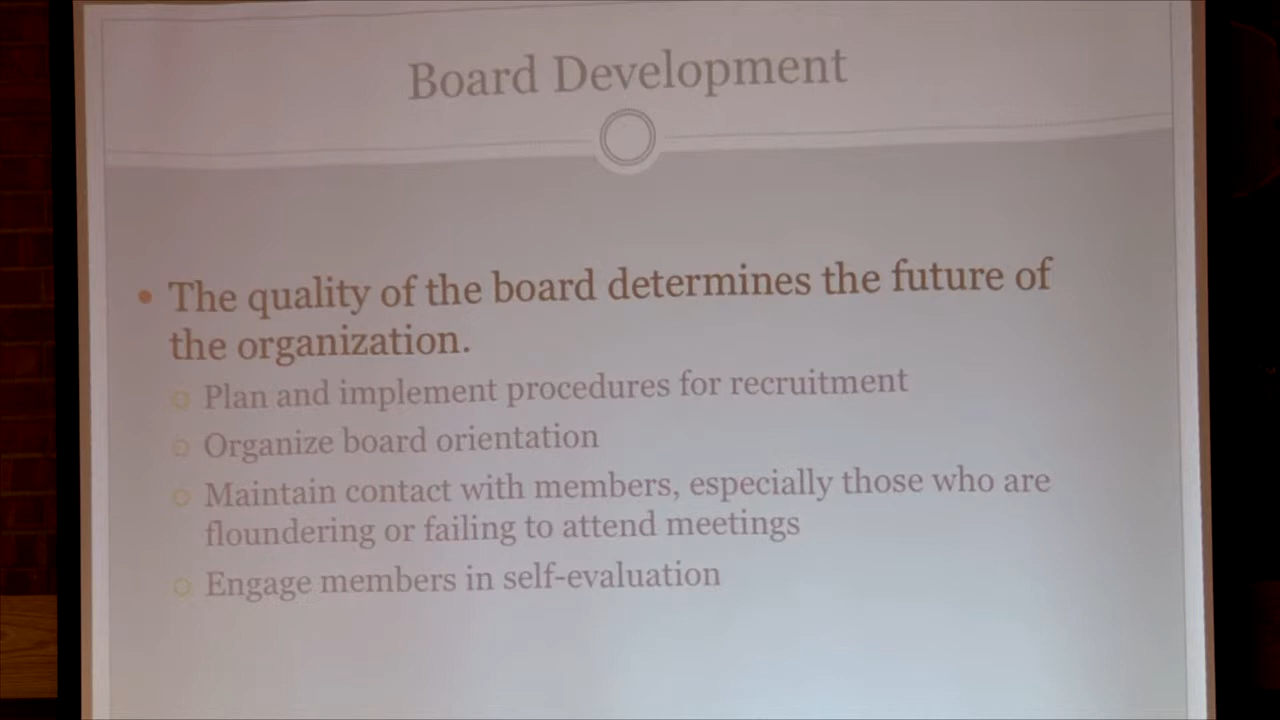 Board Development
• The quality of the board determines the future of
the organization.
○ Plan and implement procedures for recruitment
○ Organize board orientation
○ Maintain contact with members, especially those who are
floundering or failing to attend meetings
○ Engage members in self-evaluation